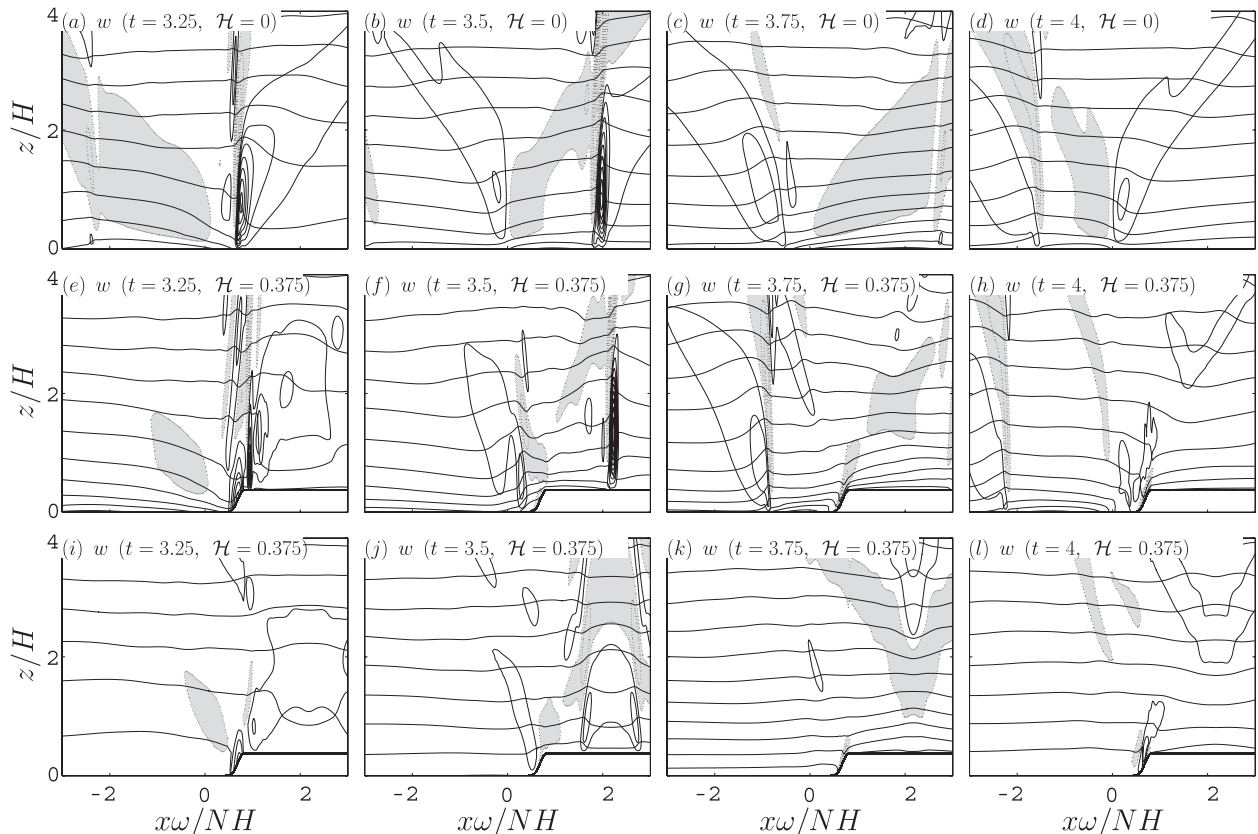 4 (a) w (t = 3.25, ℋ = 0) (b) w (t = 3.5, ℋ = 0) (c) w (t = 3.75, ℋ = 0) (d) w (t = 4, ℋ = 0)
z/H
2
0
4 (e) w (t = 3.25, ℋ = 0.375) (f) w (t = 3.5, ℋ = 0.375) (g) w (t = 3.75, ℋ = 0.375) (h) w (t = 4, ℋ = 0.375)
z/H
2
0
4 (i) w (t = 3.25, ℋ = 0.375) (j) w (t = 3.5, ℋ = 0.375) (k) w (t = 3.75, ℋ = 0.375) (l) w (t = 4, ℋ = 0.375)
z/H
2
0
-2 0 2 -2 0 2 -2 0 2 -2 0 2
xω/NH xω/NH xω/NH xω/NH